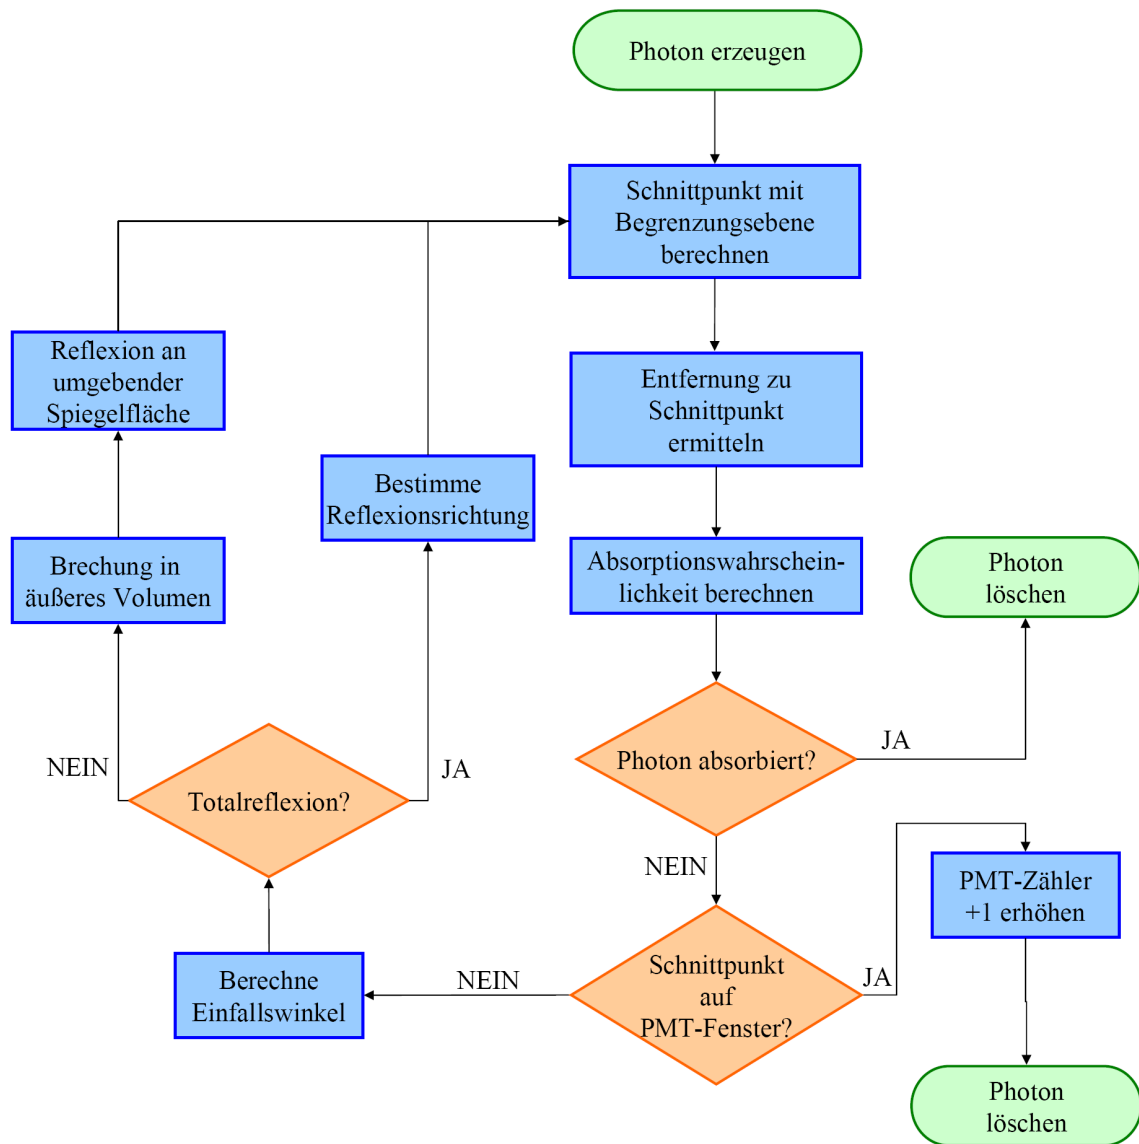 Photon erzeugen
Schnittpunkt mit
Begrenzungsebene
berechnen
Reflexion an
umgebender
Spiegelfläche
Entfernung zu
Schnittpunkt
ermitteln
Bestimme
Reflexionsrichtung
Brechung in
äußeres Volumen
Absorptionswahrschein-
lichkeit berechnen
Photon
löschen
NEIN
Totalreflexion?
JA
Photon absorbiert?
JA
NEIN
PMT-Zähler
+1 erhöhen
Berechne
Einfallswinkel
NEIN
Schnittpunkt
auf
PMT-Fenster?
JA
Photon
löschen